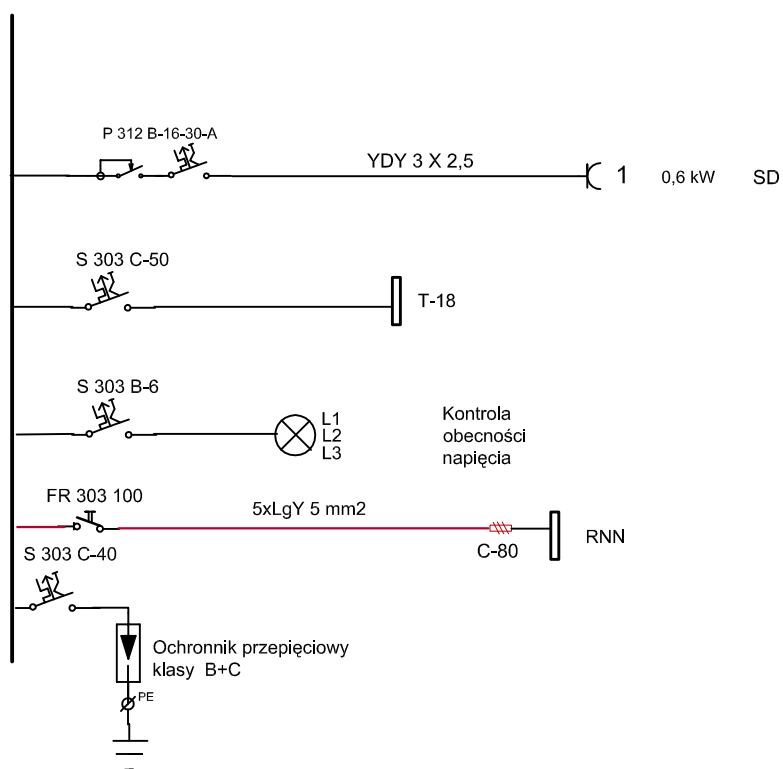 P 312 B-16-30-A
YDY 3 X 2,5
1
0,6 kW
SD
S 303 C-50
T-18
S 303 B-6
L1
L2
L3
Kontrola
obecności
napięcia
FR 303 100
5xLgY 5 mm2
C-80
RNN
S 303 C-40
Ochronnik przepięciowy
klasy B+C
PE